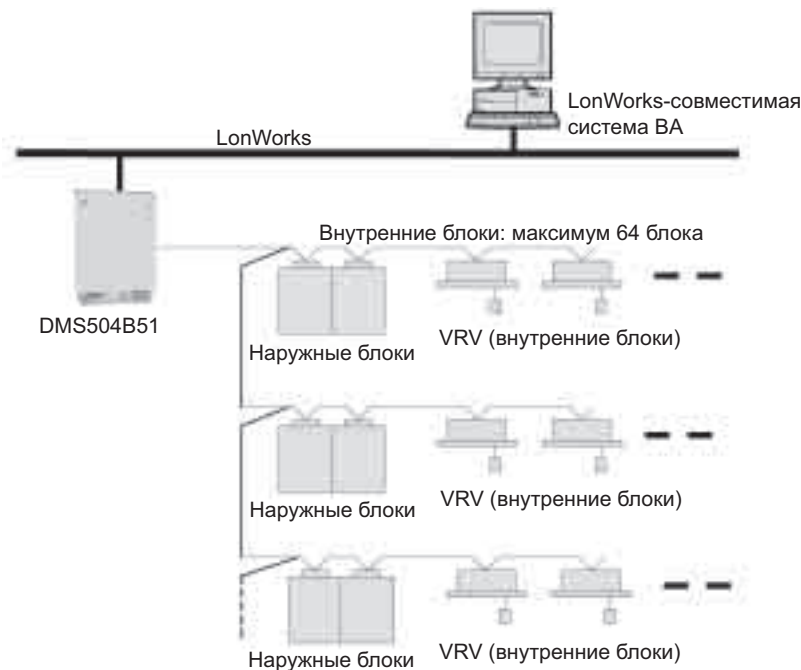 LonWorks-совместимая
система BA
LonWorks
Внутренние блоки: максимум 64 блока
DMS504B51
Наружные блоки
VRV (внутренние блоки)
Наружные блоки
VRV (внутренние блоки)
Наружные блоки
VRV (внутренние блоки)